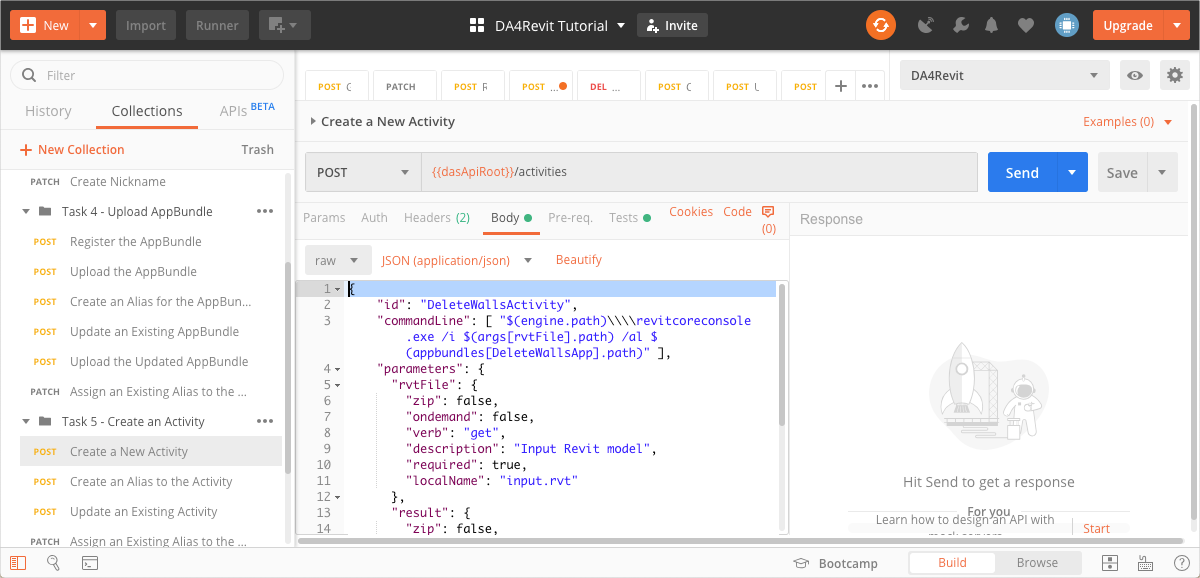 New
Import
Runner
DA4Revit Tutorial
Invite
Upgrade
Filter
History
Collections
APIs BETA
New Collection
Trash
PATCH Create Nickname
Task 4 - Upload AppBundle
POST Register the AppBundle
POST Upload the AppBundle
POST Create an Alias for the AppBun...
POST Update an Existing AppBundle
POST Upload the Updated AppBundle
PATCH Assign an Existing Alias to the ...
Task 5 - Create an Activity
POST Create a New Activity
POST Create an Alias to the Activity
POST Update an Existing Activity
PATCH Assign an Existing Alias to the ...
POST C
PATCH
POST R
POST ...
DEL ...
POST C
POST U
POST
DA4Revit
Create a New Activity
Examples (0)
POST
{{dasApiRoot}}/activities
Send
Save
Params
Auth
Headers (2)
Body
Pre-req.
Tests
Cookies
Code
(0)
raw
JSON (application/json)
Beautify
1 {
2 "id": "DeleteWallsActivity",
3 "commandLine": [ "$(engine.path)\\\\revitcoreconsole
.exe /i $(args[rvtFile].path) /al $
(appbundles[DeleteWallsApp].path)" ],
4 "parameters": {
5 "rvtFile": {
6 "zip": false,
7 "ondemand": false,
8 "verb": "get",
9 "description": "Input Revit model",
10 "required": true,
11 "localName": "input.rvt"
12 },
13 "result": {
14 "zip": false,
Response
Hit Send to get a response
For you
Learn how to design an API with
mock servers
Start
Bootcamp
Build
Browse